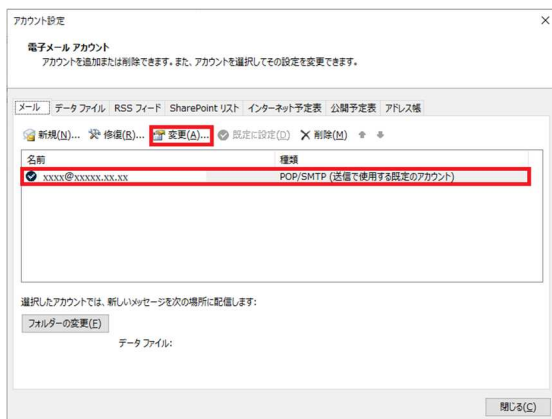 アカウント設定
電子メール アカウント
アカウントを追加または削除できます。また、アカウントを選択してその設定を変更できます。
メール データ ファイル RSS フィード SharePoint リスト インターネット予定表 公開予定表 アドレス帳
新規(N)... 修復(R)... 変更(A)... 既定に設定(D) 削除(M)
名前 種類
xxxx@xxxxx.xx.xx POP/SMTP (送信で使用する既定のアカウント)
選択したアカウントでは、新しいメッセージを次の場所に配信します:
フォルダーの変更(F)
データ ファイル:
閉じる(C)